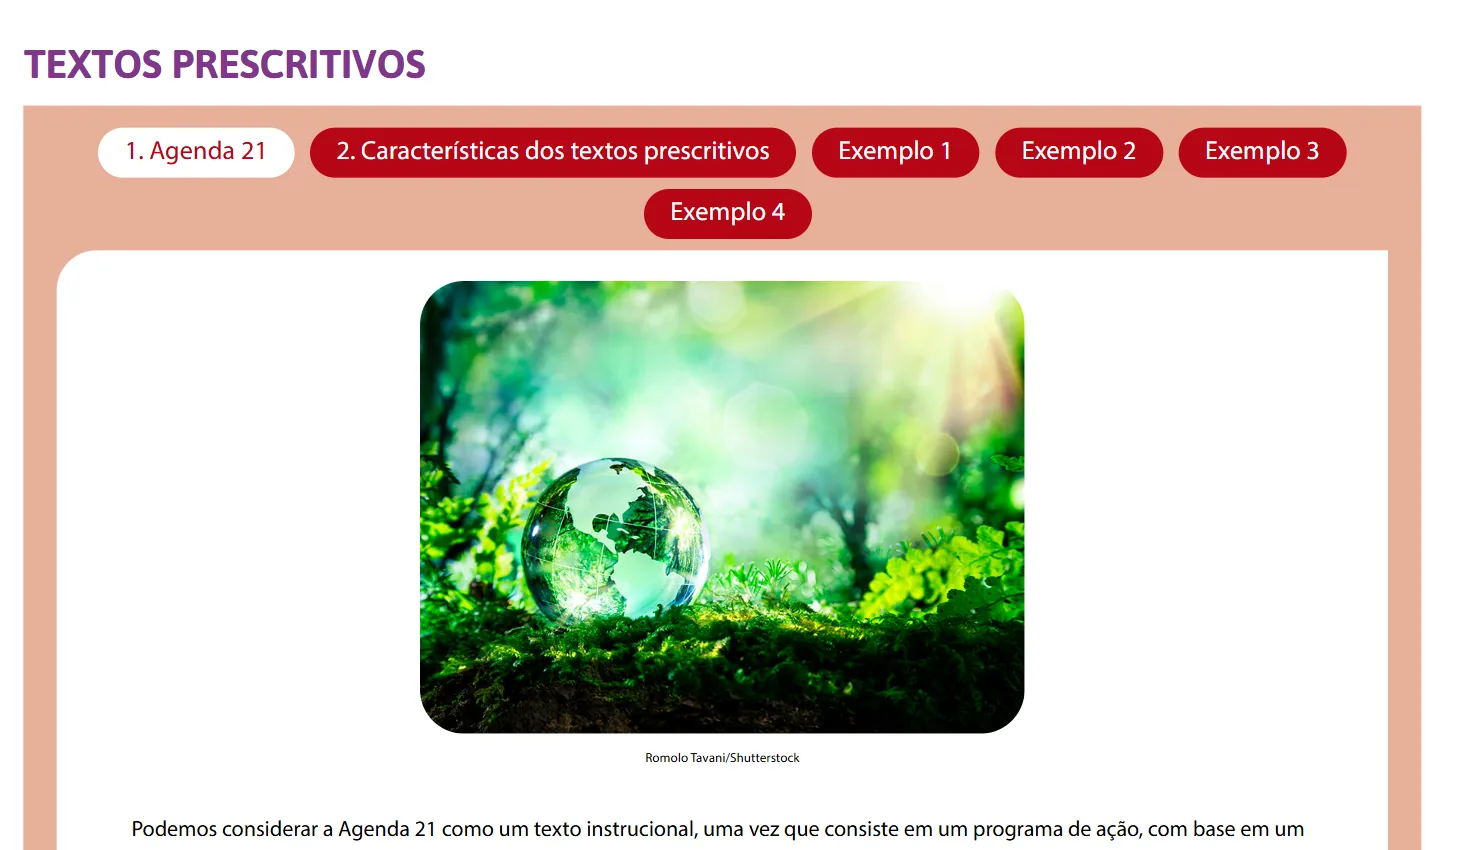 TEXTOS PRESCRITIVOS
1. Agenda 21
2. Características dos textos prescritivos
Exemplo 1
Exemplo 2
Exemplo 3
Exemplo 4
Romolo Tavani/Shutterstock
Podemos considerar a Agenda 21 como um texto instrucional, uma vez que consiste em um programa de ação, com base em um